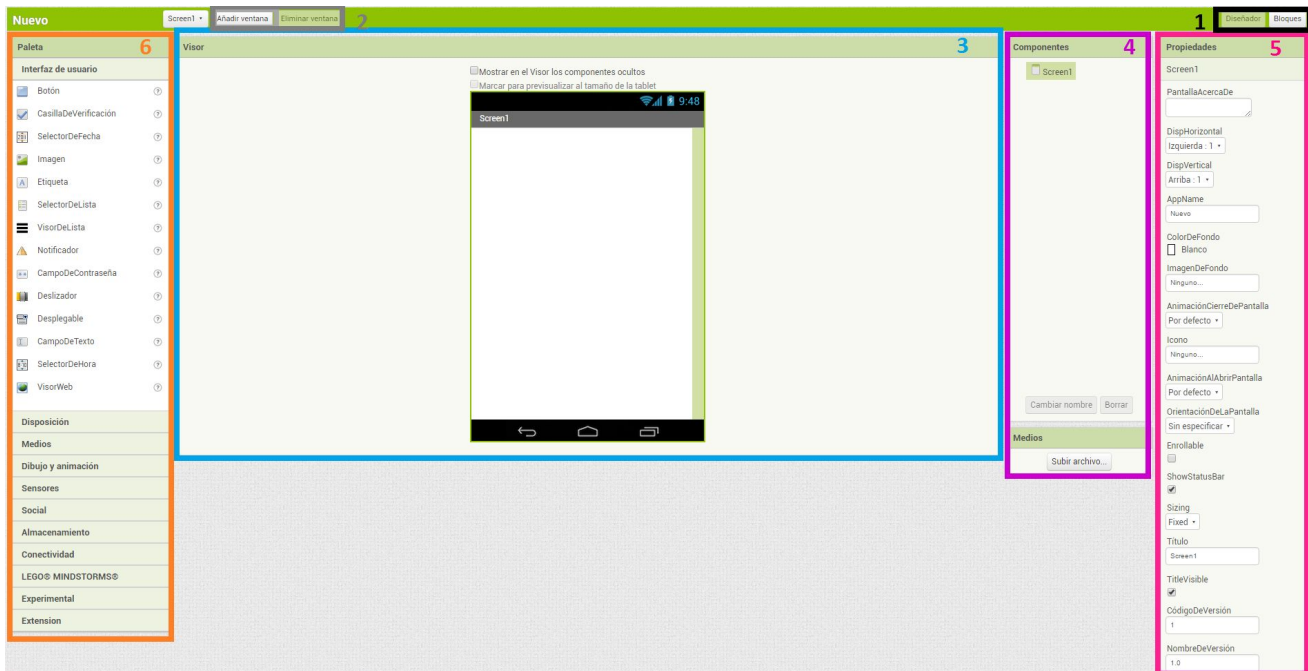 Nuevo
Screen1
Añadir ventana
Eliminar ventana
2
1
Diseñador
Bloques
Paleta
6
Interfaz de usuario
Botón
CasillaDeVerificación
SelectorDeFecha
Imagen
Etiqueta
SelectorDeLista
VisorDeLista
Notificador
CampoDeContraseña
Deslizador
Desplegable
CampoDeTexto
SelectorDeHora
VisorWeb
Disposición
Medios
Dibujo y animación
Sensores
Social
Almacenamiento
Conectividad
LEGO® MINDSTORMS®
Experimental
Extension
Visor
3
Mostrar en el Visor los componentes ocultos
Marcar para previsualizar al tamaño de la tablet
9:48
Screen1
Componentes
4
Screen1
Cambiar nombre
Borrar
Medios
Subir archivo...
Propiedades
5
Screen1
PantallaAcercaDe
DispHorizontal
Izquierda : 1
DispVertical
Arriba : 1
AppName
Nuevo
ColorDeFondo
Blanco
ImagenDeFondo
Ninguno...
AnimaciónCierreDePantalla
Por defecto
Icono
Ninguno...
AnimaciónAlAbrirPantalla
Por defecto
OrientaciónDeLaPantalla
Sin especificar
Enrollable
ShowStatusBar
Sizing
Fixed
Título
Screen1
TitleVisible
CódigoDeVersión
1
NombreDeVersión
1.0